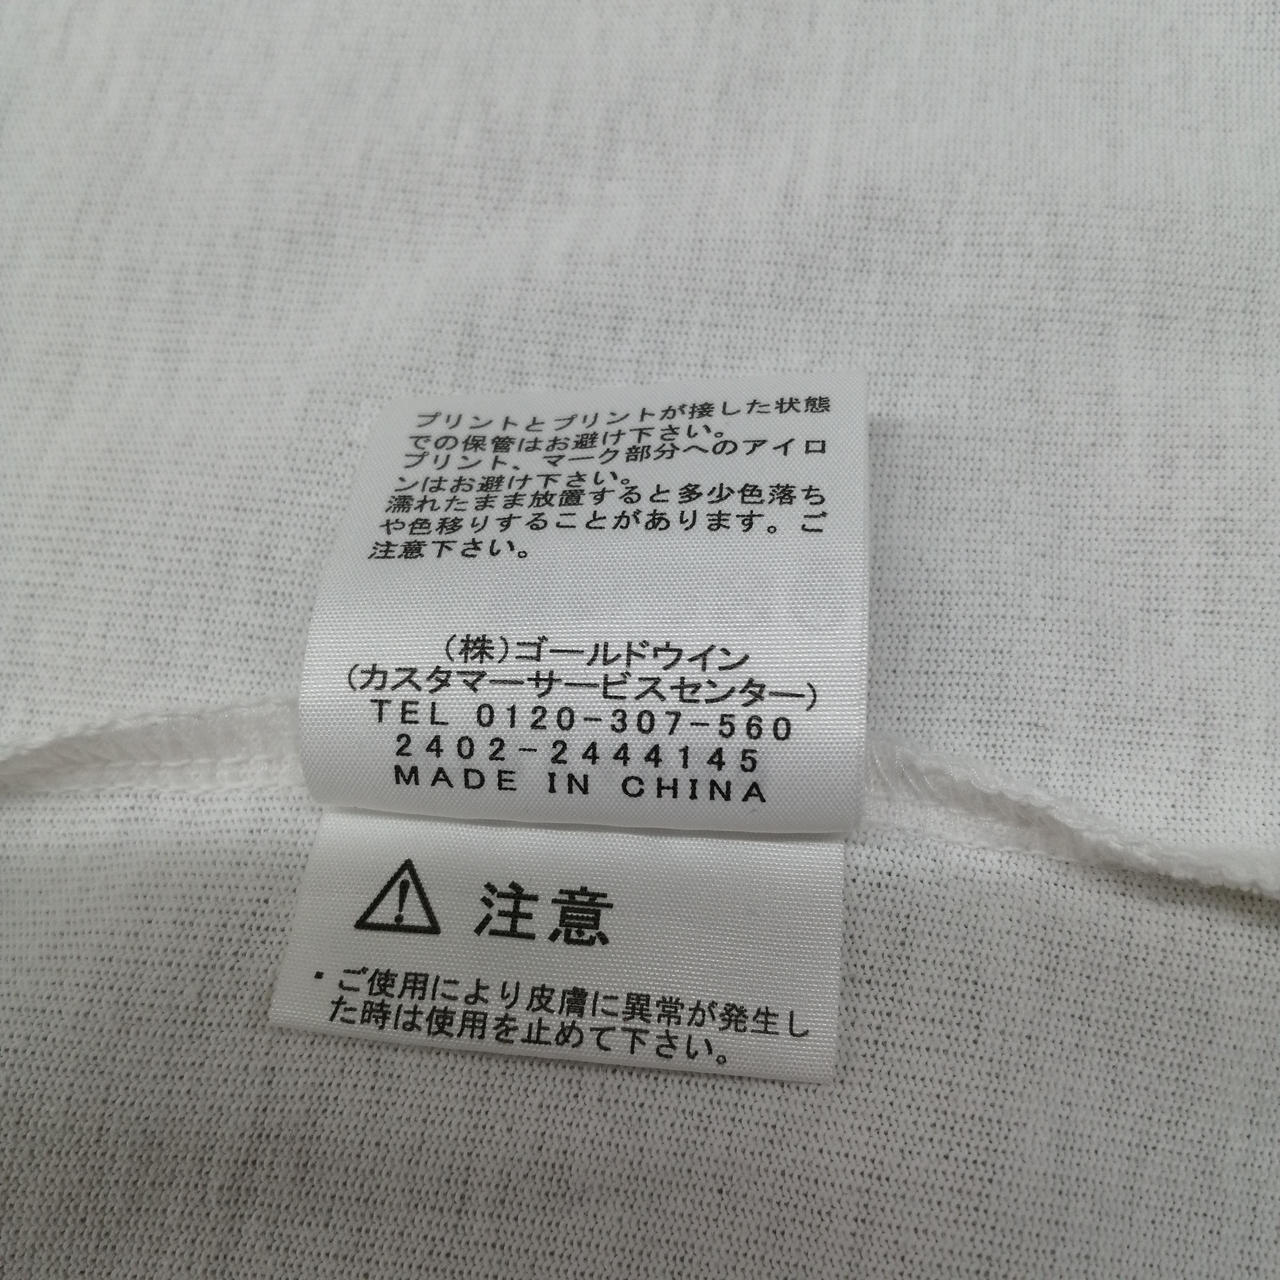 プリントとプリントが接した状態
での保管はお避け下さい。
プリント、マーク部分へのアイロ
ンはお避け下さい。
濡れたまま放置すると多少色落ち
や色移りすることがあります。ご
注意下さい。
(株)ゴールドウイン
(カスタマーサービスセンター)
TEL 0120-307-560
2402-2444145
MADE IN CHINA
注意
・ご使用により皮膚に異常が発生し
た時は使用を止めて下さい。